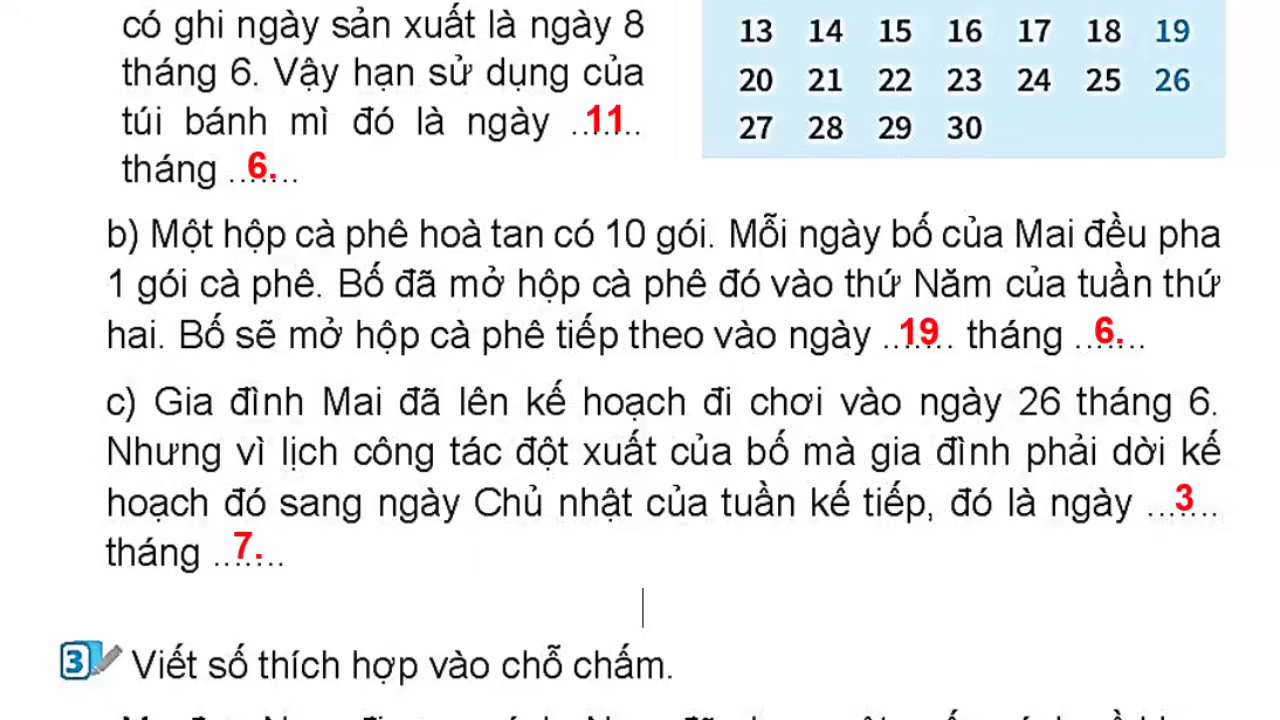 có ghi ngày sản xuất là ngày 8
tháng 6. Vậy hạn sử dụng của
túi bánh mì đó là ngày ..11..
tháng ..6.....
13 14 15 16 17 18 19
20 21 22 23 24 25 26
27 28 29 30
b) Một hộp cà phê hoà tan có 10 gói. Mỗi ngày bố của Mai đều pha
1 gói cà phê. Bố đã mở hộp cà phê đó vào thứ Năm của tuần thứ
hai. Bố sẽ mở hộp cà phê tiếp theo vào ngày ..19.. tháng ..6.....
c) Gia đình Mai đã lên kế hoạch đi chơi vào ngày 26 tháng 6.
Nhưng vì lịch công tác đột xuất của bố mà gia đình phải dời kế
hoạch đó sang ngày Chủ nhật của tuần kế tiếp, đó là ngày ...3...
tháng ..7.....
3 Viết số thích hợp vào chỗ chấm.